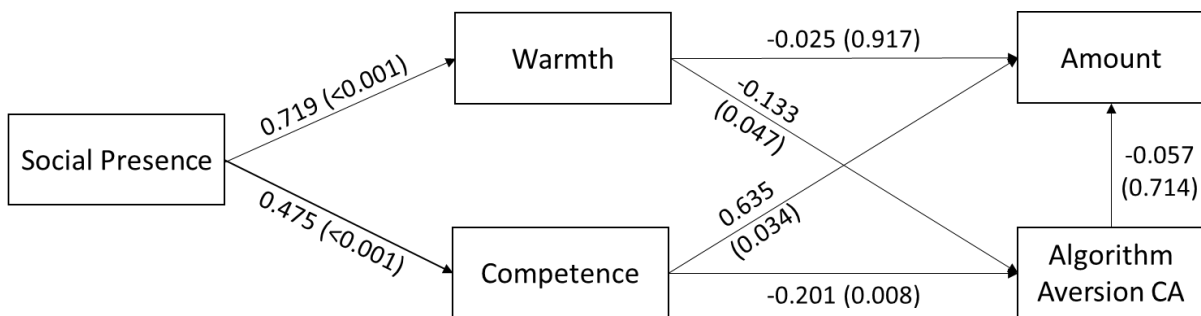 Social Presence
0.719 (<0.001)
0.475 (<0.001)
Warmth
Competence
-0.025 (0.917)
-0.133
(0.047)
0.635
(0.034)
-0.201 (0.008)
Amount
-0.057
(0.714)
Algorithm
Aversion CA